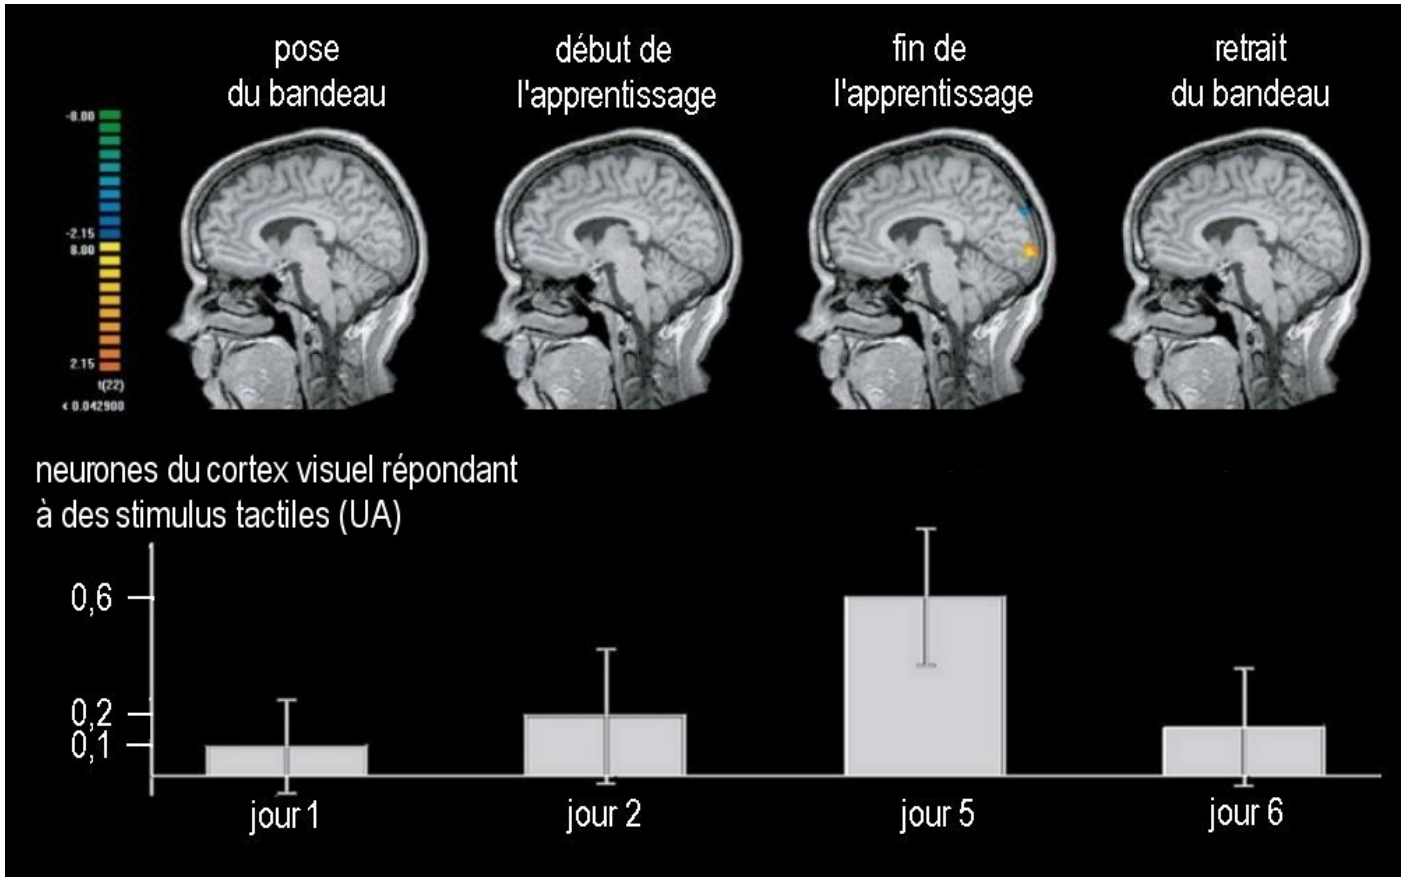 pose
du bandeau
début de
l'apprentissage
fin de
l'apprentissage
retrait
du bandeau
-8.00
-2.15
8.00
2.15
t(22)
< 0.042900
neurones du cortex visuel répondant
à des stimulus tactiles (UA)
0,6
0,2
0,1
jour 1
jour 2
jour 5
jour 6